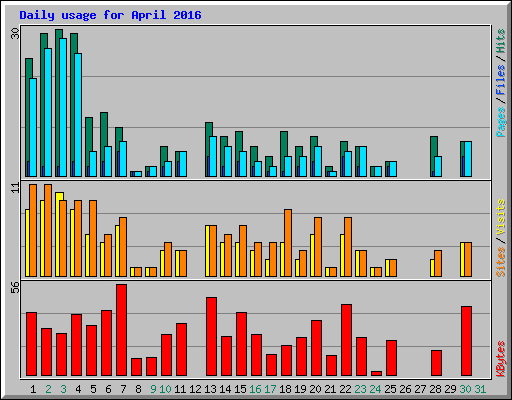 Daily usage for April 2016
30
Pages / Files / Hits
11
Sites / Visits
56
KBytes
1 2 3 4 5 6 7 8 9 10 11 12 13 14 15 16 17 18 19 20 21 22 23 24 25 26 27 28 29 30 31